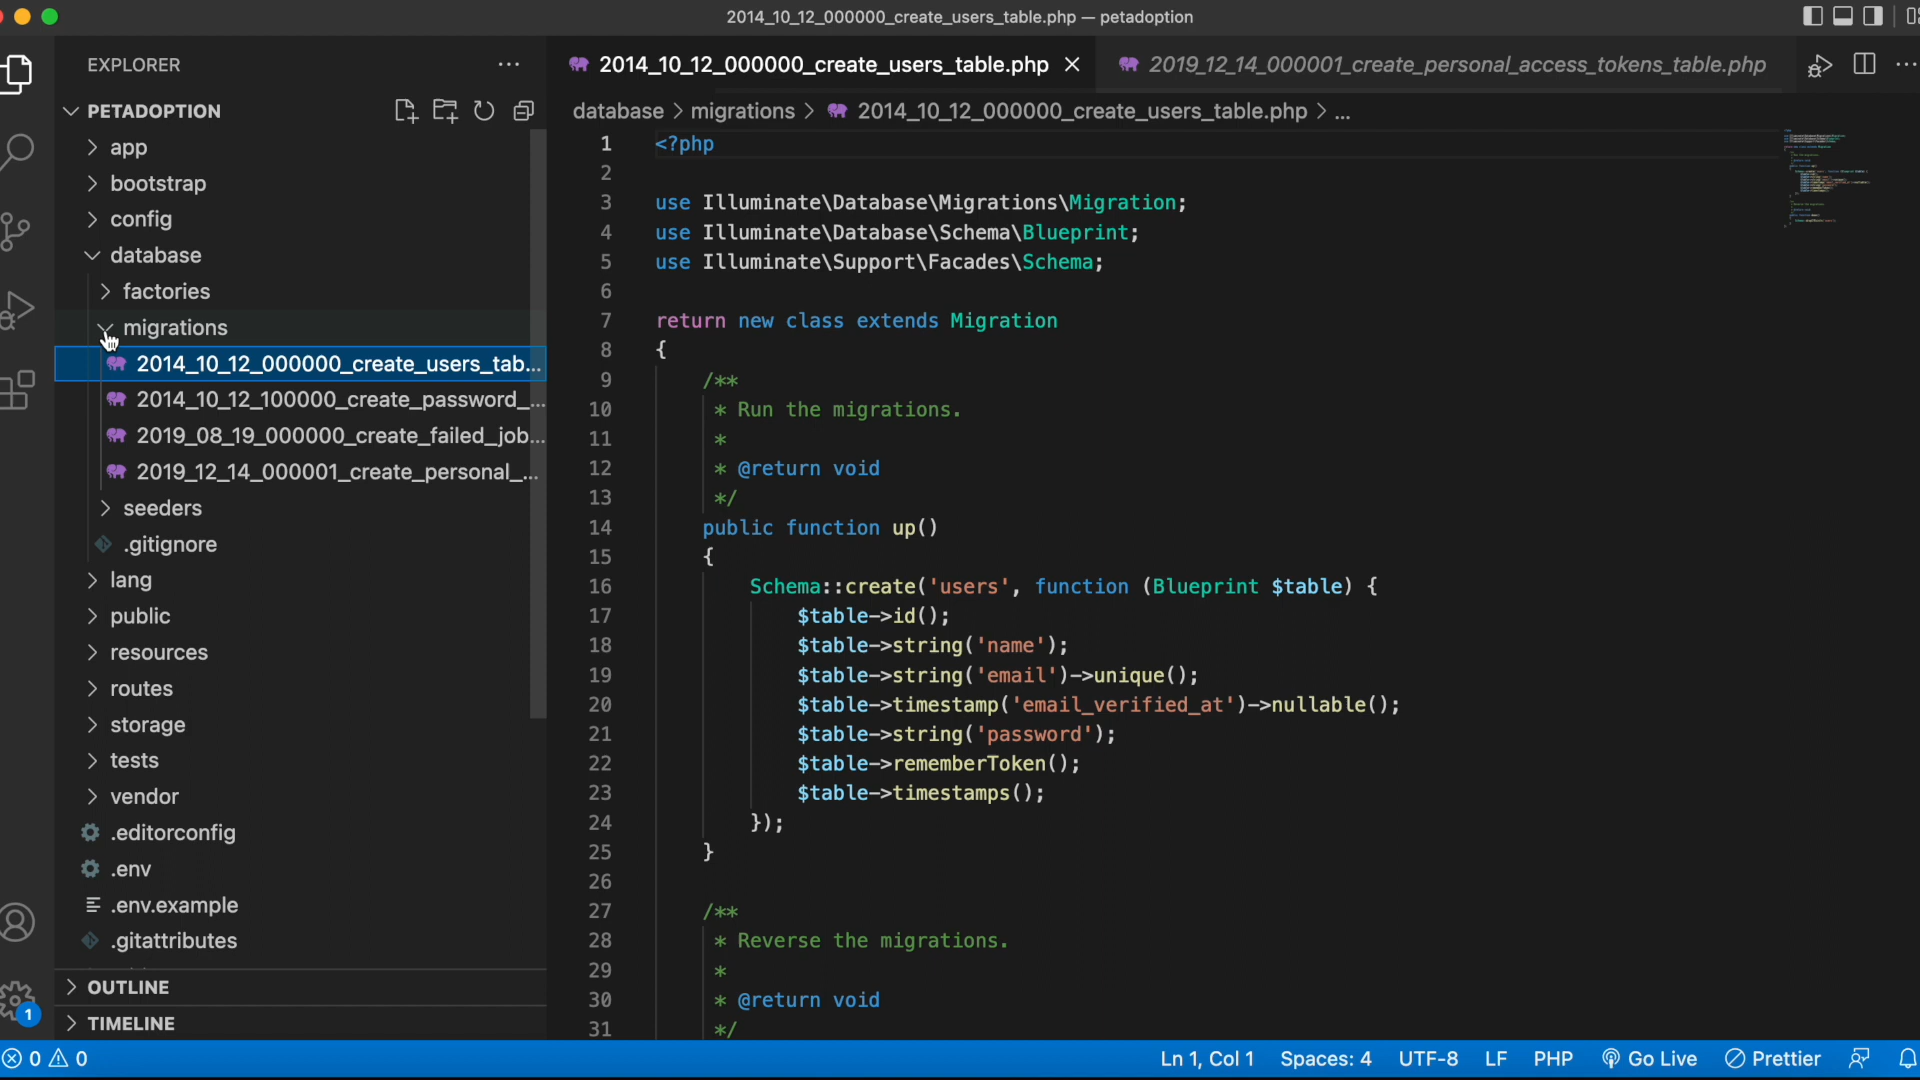 2014_10_12_000000_create_users_table.php — petadoption
EXPLORER
PETADOPTION
app
bootstrap
config
database
factories
migrations
2014_10_12_000000_create_users_tab...
2014_10_12_100000_create_password_...
2019_08_19_000000_create_failed_job...
2019_12_14_000001_create_personal_...
seeders
.gitignore
lang
public
resources
routes
storage
tests
vendor
.editorconfig
.env
.env.example
.gitattributes
OUTLINE
TIMELINE
1
2014_10_12_000000_create_users_table.php
2019_12_14_000001_create_personal_access_tokens_table.php
database > migrations > 2014_10_12_000000_create_users_table.php > ...
1 <?php
2
3 use Illuminate\Database\Migrations\Migration;
4 use Illuminate\Database\Schema\Blueprint;
5 use Illuminate\Support\Facades\Schema;
6
7 return new class extends Migration
8 {
9 /**
10 * Run the migrations.
11 *
12 * @return void
13 */
14 public function up()
15 {
16 Schema::create('users', function (Blueprint $table) {
17 $table->id();
18 $table->string('name');
19 $table->string('email')->unique();
20 $table->timestamp('email_verified_at')->nullable();
21 $table->string('password');
22 $table->rememberToken();
23 $table->timestamps();
24 });
25 }
26
27 /**
28 * Reverse the migrations.
29 *
30 * @return void
31 */
0 0
Ln 1, Col 1 Spaces: 4 UTF-8 LF PHP Go Live Prettier